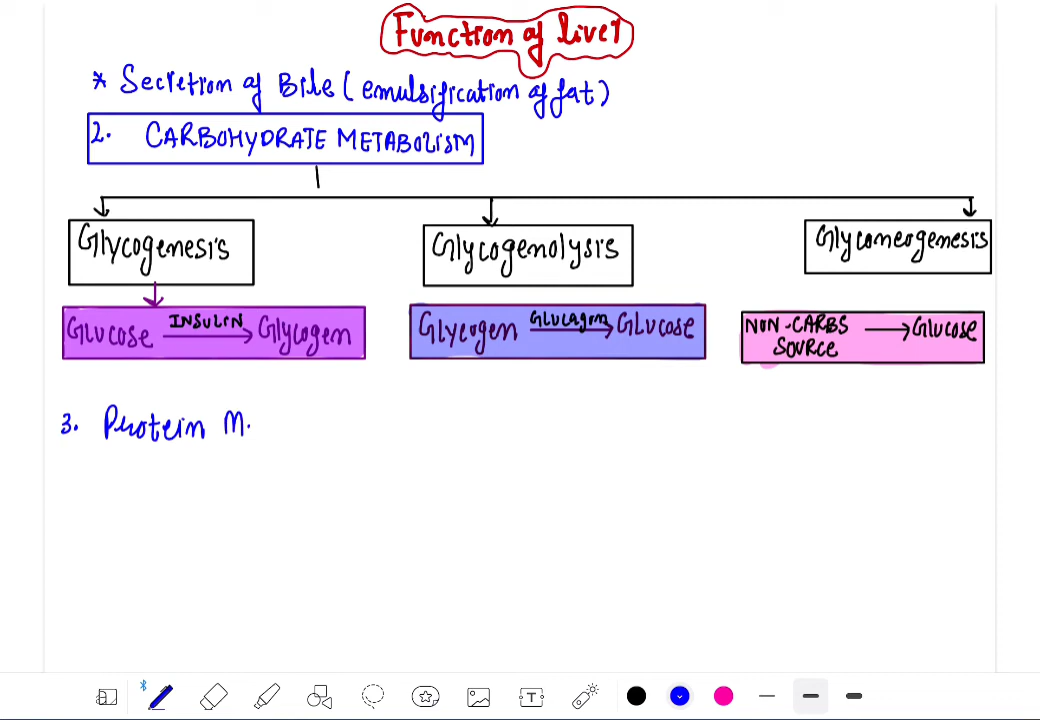 Function of liver
* Secretion of Bile (emulsification of fat)
2. CARBOHYDRATE METABOLISM
Glycogenesis
Glycogenolysis
Glyconeogenesis
Glucose INSULIN Glycogen
Glycogen GLUCAGON GLUCOSE
NON-CARBS SOURCE Glucose
3. Protein M.